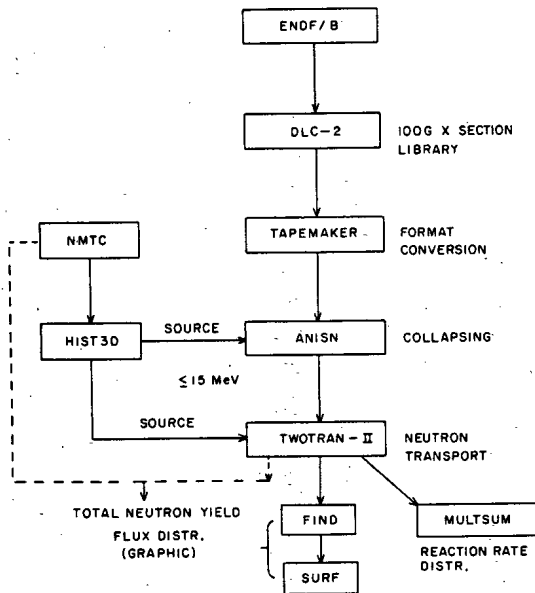 ENDF/B
DLC-2
100G X SECTION
LIBRARY
NMTC
TAPEMAKER
FORMAT
CONVERSION
HIST3D
SOURCE
ANISN
COLLAPSING
≤15 MeV
SOURCE
TWOTRAN-II
NEUTRON
TRANSPORT
TOTAL NEUTRON YIELD
FLUX DISTR.
(GRAPHIC)
FIND
MULTSUM
REACTION RATE
DISTR.
SURF